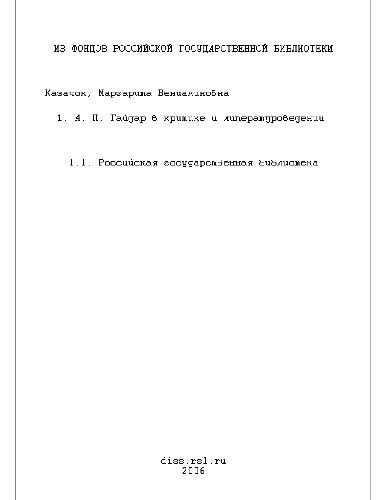 ИЗ ФОНДОВ РОССИЙСКОЙ ГОСУДАРСТВЕННОЙ БИБЛИОТЕКИ
Казачок, Маргарита Вениаминовна
1. А. П. Гайдар в критике и литературоведении
1.1. Российская государственная библиотека
diss.rsl.ru
2006